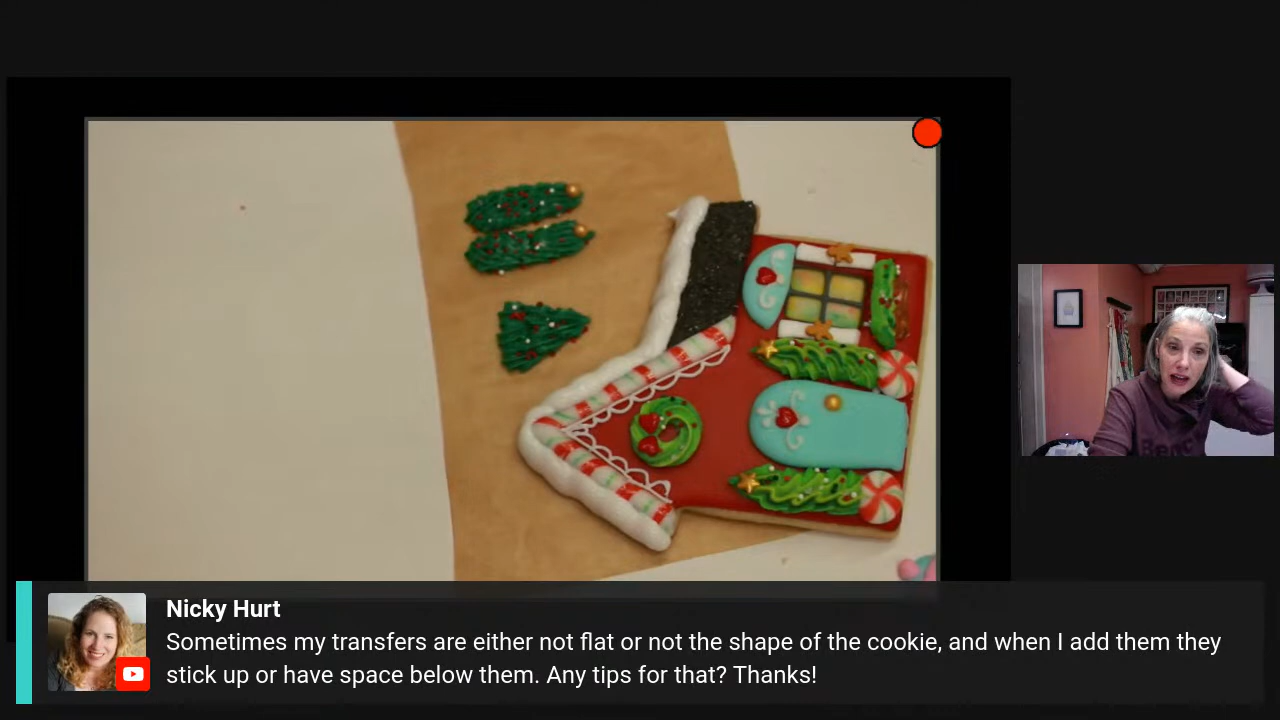 Nicky Hurt
Sometimes my transfers are either not flat or not the shape of the cookie, and when I add them they
stick up or have space below them. Any tips for that? Thanks!